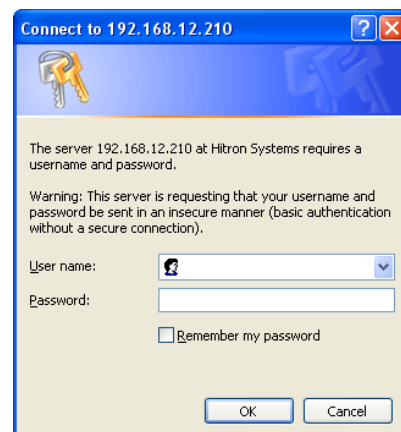 Connect to 192.168.12.210
The server 192.168.12.210 at Hitron Systems requires a
username and password.
Warning: This server is requesting that your username and
password be sent in an insecure manner (basic authentication
without a secure connection).
User name:
Password:
Remember my password
OK Cancel